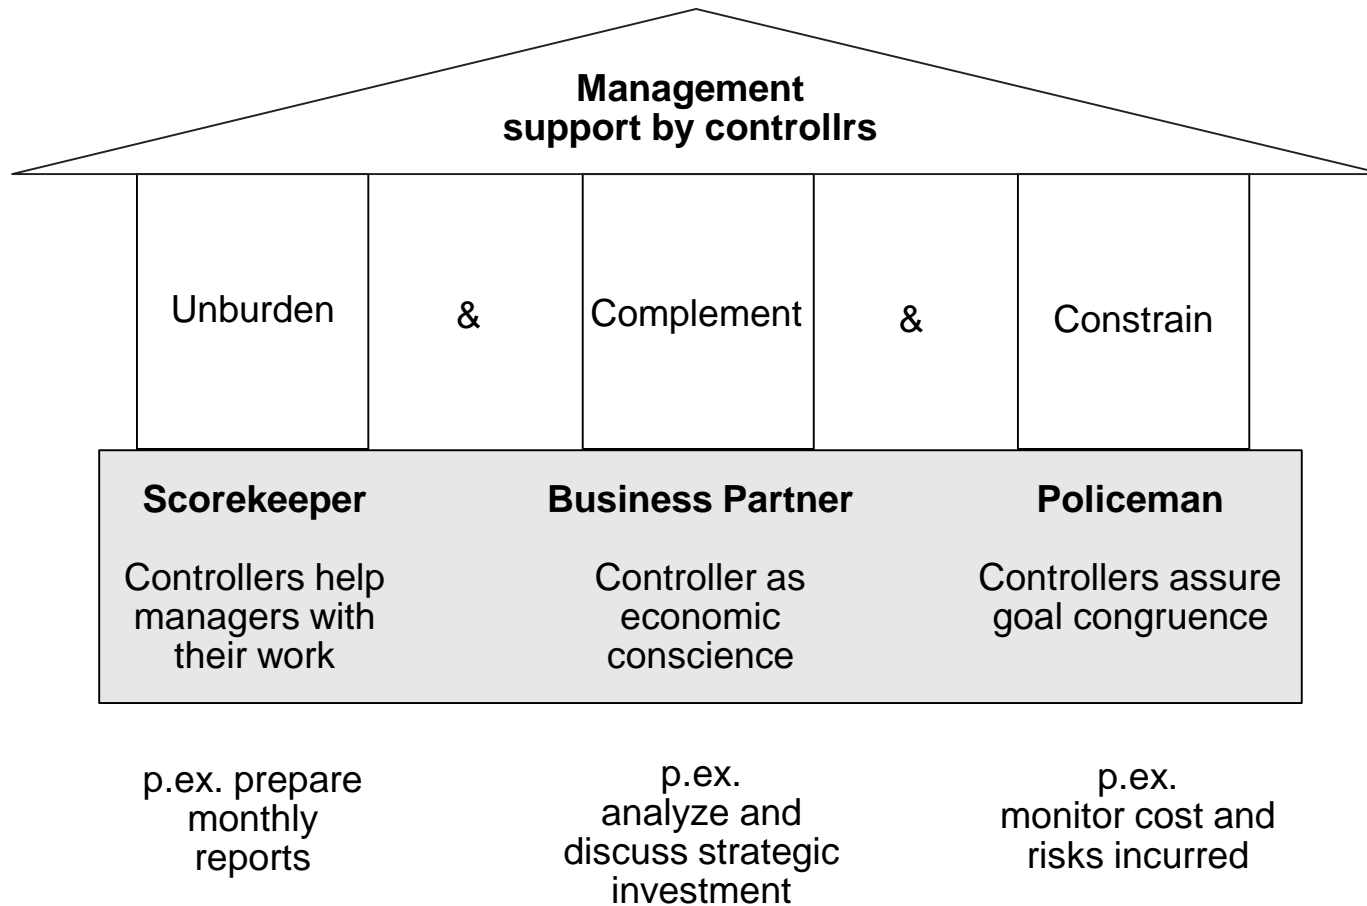 Management
support by controllrs
Unburden
&
Complement
&
Constrain
Scorekeeper
Controllers help
managers with
their work
Business Partner
Controller as
economic
conscience
Policeman
Controllers assure
goal congruence
p.ex. prepare
monthly
reports
p.ex.
analyze and
discuss strategic
investment
p.ex.
monitor cost and
risks incurred